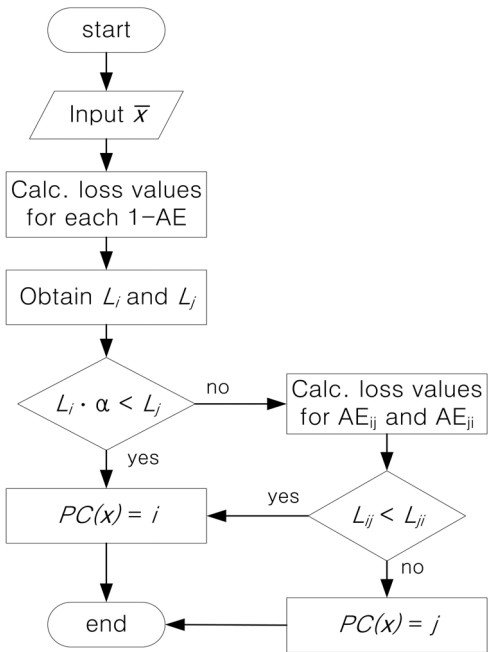 start
Input x̅
Calc. loss values
for each 1-AE
Obtain Lᵢ and Lⱼ
Lᵢ · α < Lⱼ
no
yes
Calc. loss values
for AEᵢⱼ and AEⱼᵢ
PC(x) = i
yes
Lᵢⱼ < Lⱼᵢ
no
end
PC(x) = j